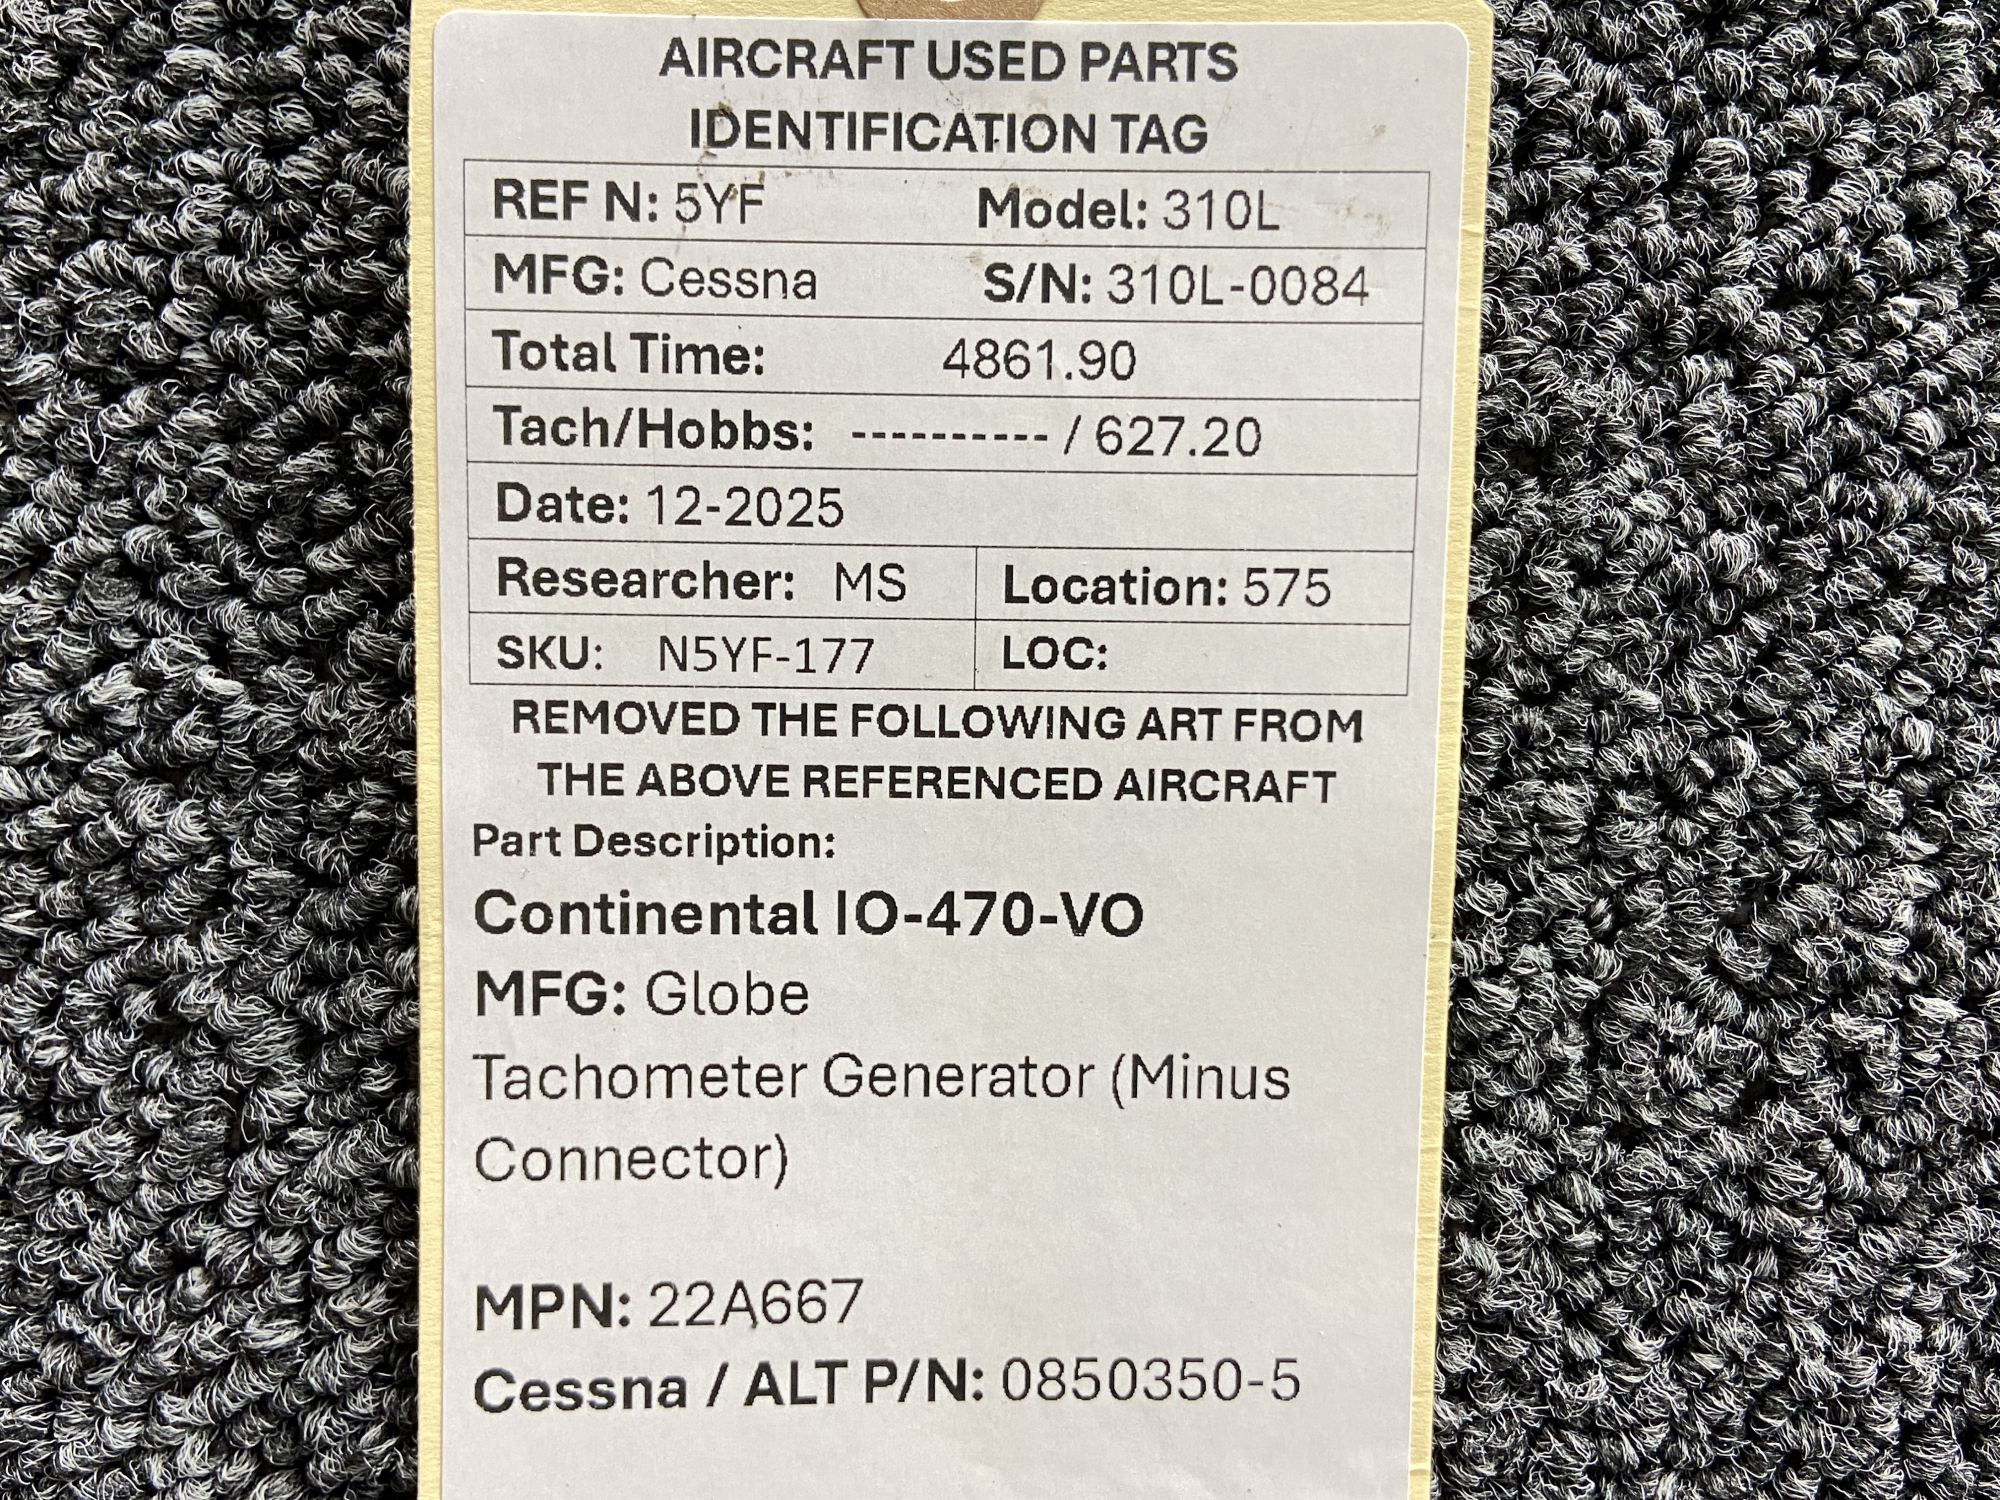 AIRCRAFT USED PARTS
IDENTIFICATION TAG
REF N: 5YF Model: 310L
MFG: Cessna S/N: 310L-0084
Total Time: 4861.90
Tach/Hobbs: ---------- / 627.20
Date: 12-2025
Researcher: MS Location: 575
SKU: N5YF-177 LOC:
REMOVED THE FOLLOWING ART FROM
THE ABOVE REFERENCED AIRCRAFT
Part Description:
Continental IO-470-VO
MFG: Globe
Tachometer Generator (Minus
Connector)
MPN: 22A667
Cessna / ALT P/N: 0850350-5